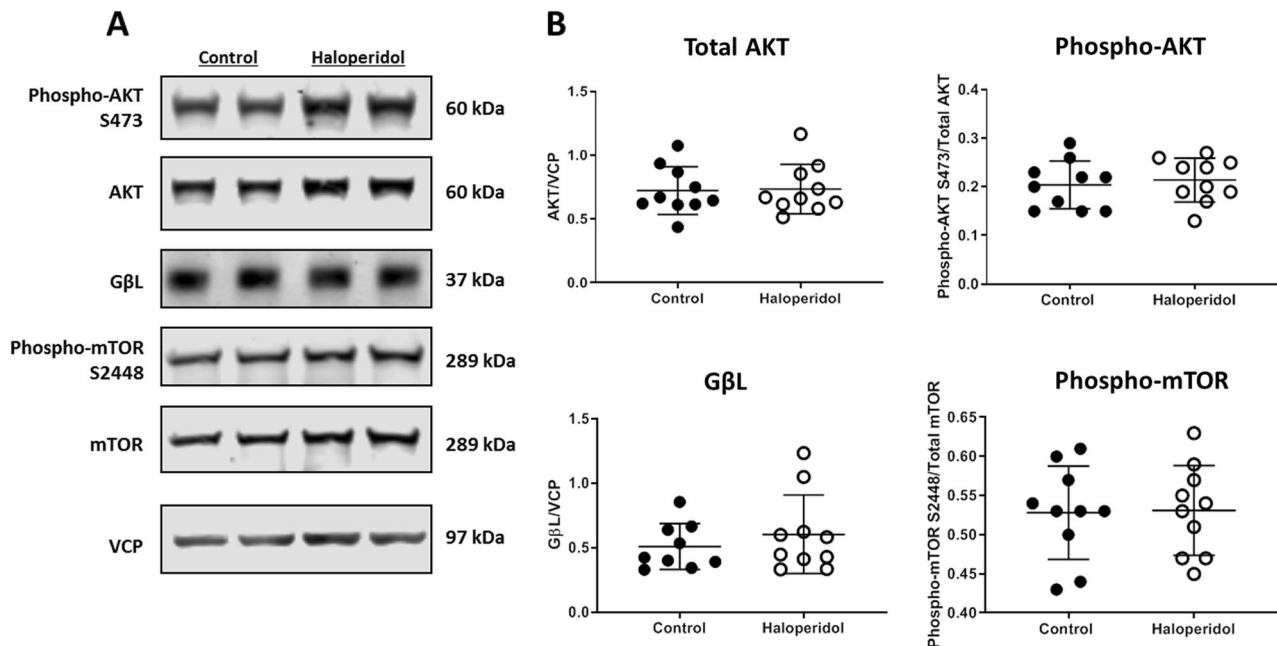 A
Control Haloperidol
Phospho-AKT
S473
60 kDa
AKT
60 kDa
GβL
37 kDa
Phospho-mTOR
S2448
289 kDa
mTOR
289 kDa
VCP
97 kDa
B
Total AKT
AKT/VCP
1.5
1.0
0.5
0.0
Control Haloperidol
Phospho-AKT
Phospho-AKT S473/Total AKT
0.4
0.3
0.2
0.1
0.0
Control Haloperidol
GβL
GβL/VCP
1.5
1.0
0.5
0.0
Control Haloperidol
Phospho-mTOR
Phospho-mTOR S2448/Total mTOR
0.65
0.60
0.55
0.50
0.45
0.40
Control Haloperidol